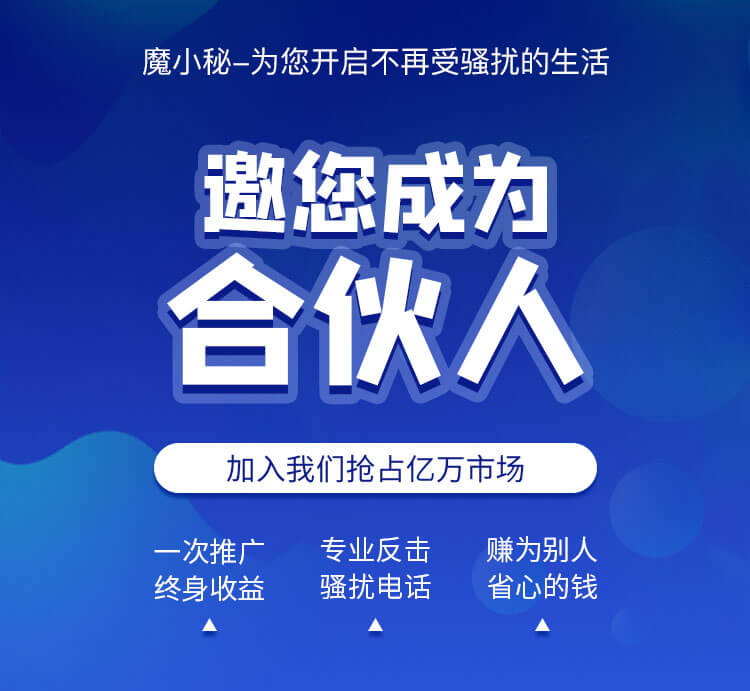 魔小秘–为您开启不再受骚扰的生活
邀您成为
合伙人
加入我们抢占亿万市场
一次推广
终身收益
专业反击
骚扰电话
赚为别人
省心的钱